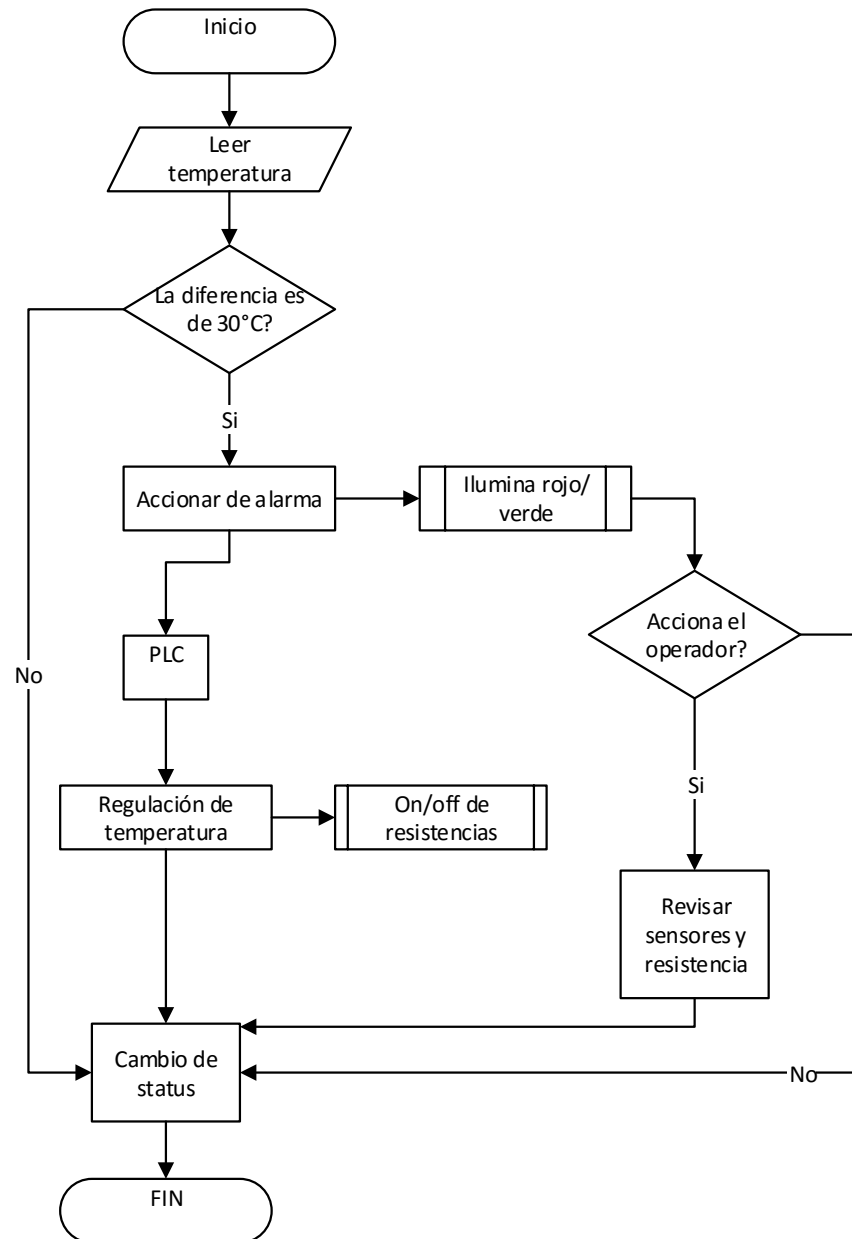 Inicio
Leer
temperatura
La diferencia es
de 30°C?
Si
Accionar de alarma
Ilumina rojo/
verde
Acciona el
operador?
PLC
No
Si
Regulación de
temperatura
On/off de
resistencias
Revisar
sensores y
resistencia
Cambio de
status
No
FIN